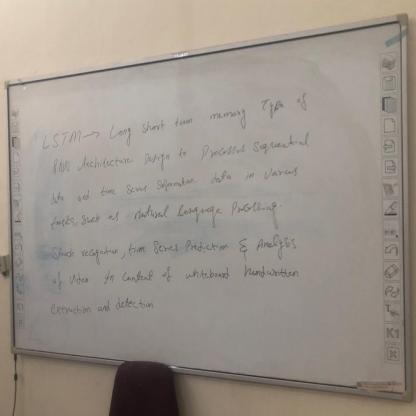 LSTM → Long short term memory Type of
RNN Architecture Design to Processed Sequential
data and time Series Information data in Various
tasks, such as natural Language Processing.
recognition, time Series Prediction & Analysis
of Video In Context of whiteboard handwritten
extraction and detection
K1